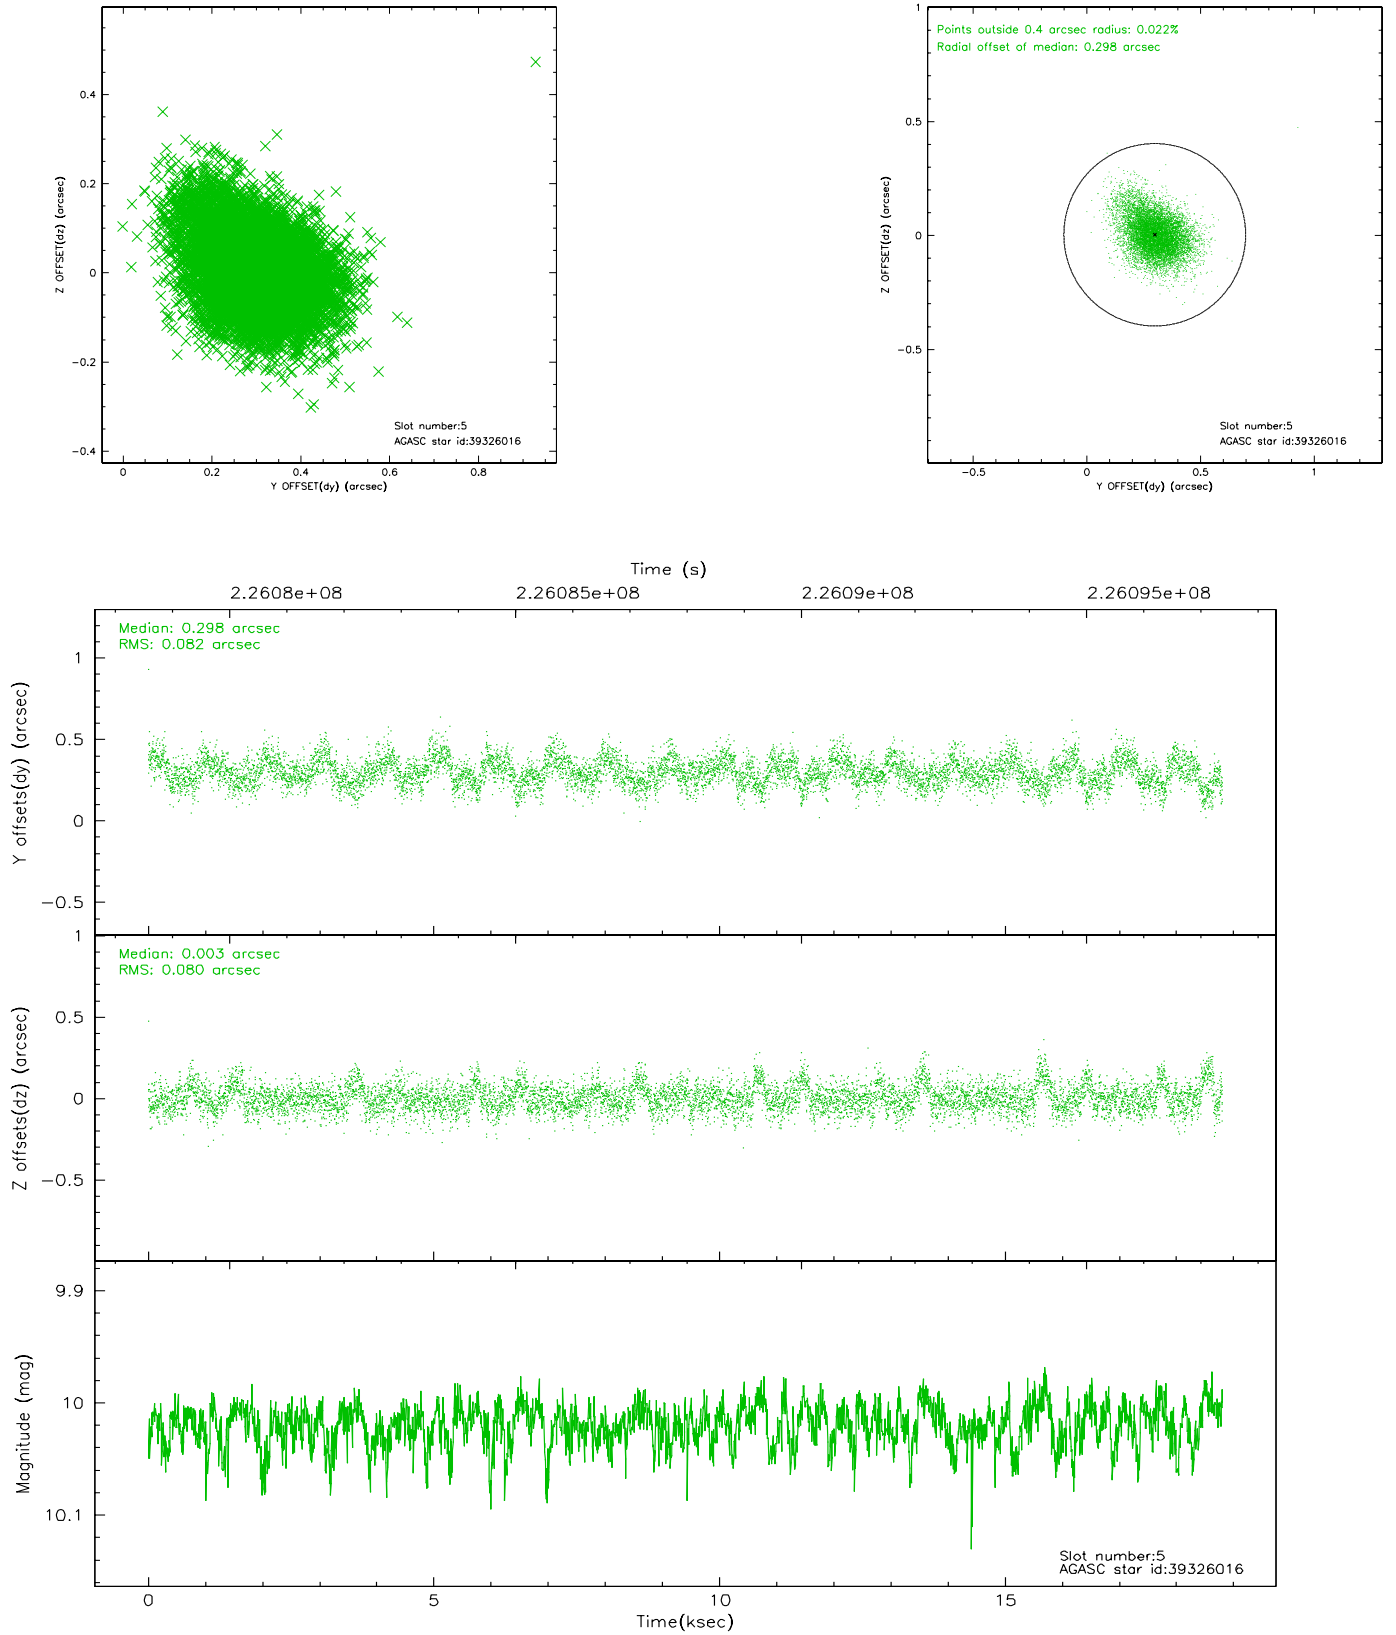 0.4
0.2
0
−0.2
−0.4
Z OFFSET(dz) (arcsec)
0
0.2
0.4
0.6
0.8
Y OFFSET(dy) (arcsec)
Slot number:5
AGASC star id:39326016
Points outside 0.4 arcsec radius: 0.022%
Radial offset of median: 0.298 arcsec
1
0.5
0
−0.5
Z OFFSET(dz) (arcsec)
−0.5
0
0.5
1
Y OFFSET(dy) (arcsec)
Slot number:5
AGASC star id:39326016
Time (s)
2.2608e+08
2.26085e+08
2.2609e+08
2.26095e+08
Median: 0.298 arcsec
RMS: 0.082 arcsec
1
0.5
0
−0.5
Y offsets(dy) (arcsec)
Median: 0.003 arcsec
RMS: 0.080 arcsec
1
0.5
0
−0.5
Z offsets(dz) (arcsec)
9.9
10
10.1
Magnitude (mag)
Slot number:5
AGASC star id:39326016
0
5
10
15
Time(ksec)